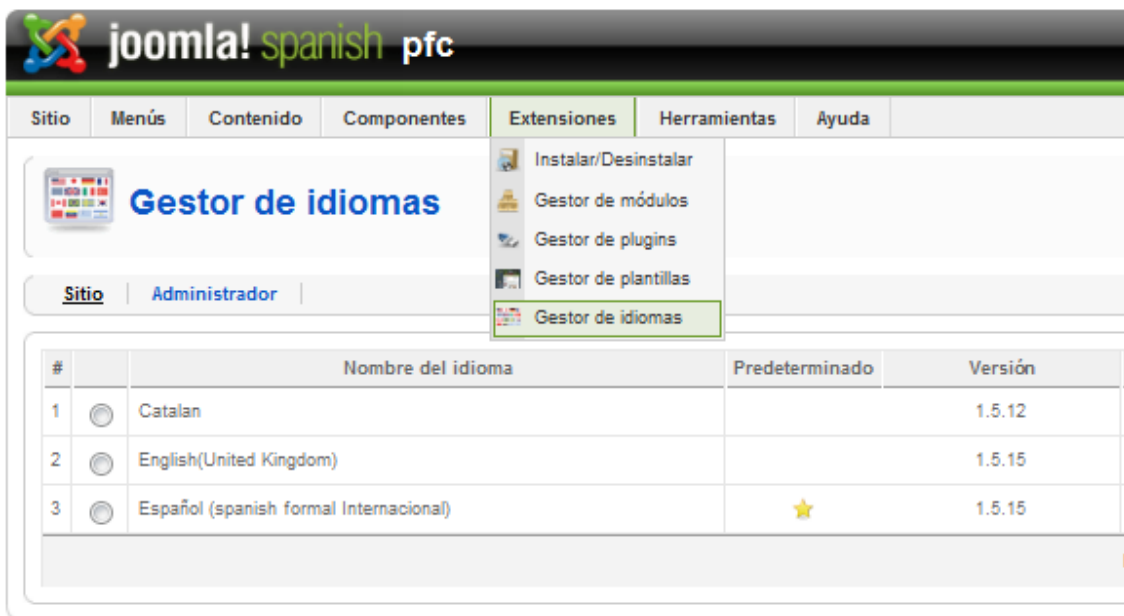 joomla! spanish pfc
Sitio Menús Contenido Componentes Extensiones Herramientas Ayuda
Instalar/Desinstalar
Gestor de módulos
Gestor de plugins
Gestor de plantillas
Gestor de idiomas
Gestor de idiomas
Sitio Administrador
# Nombre del idioma Predeterminado Versión
1 Catalan 1.5.12
2 English(United Kingdom) 1.5.15
3 Español (spanish formal Internacional) 1.5.15